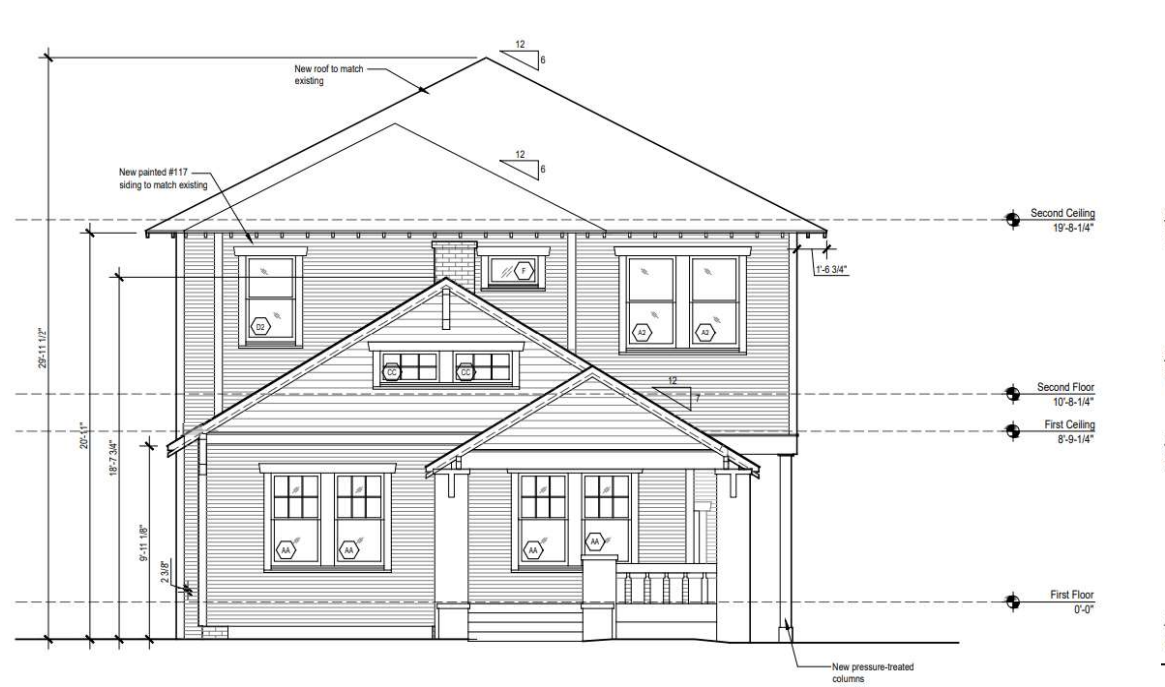 12
6
New roof to match
existing
12
6
New painted #117
siding to match existing
Second Ceiling
19'-8-1/4"
1'-6 3/4"
F
D2
A2
A2
29'-11 1/2"
CC
CC
12
7
Second Floor
10'-8-1/4"
First Ceiling
8'-9-1/4"
20'-11"
18'-7 3/4"
9'-11 1/8"
2 3/8"
AA
AA
AA
AA
First Floor
0'-0"
New pressure-treated
columns